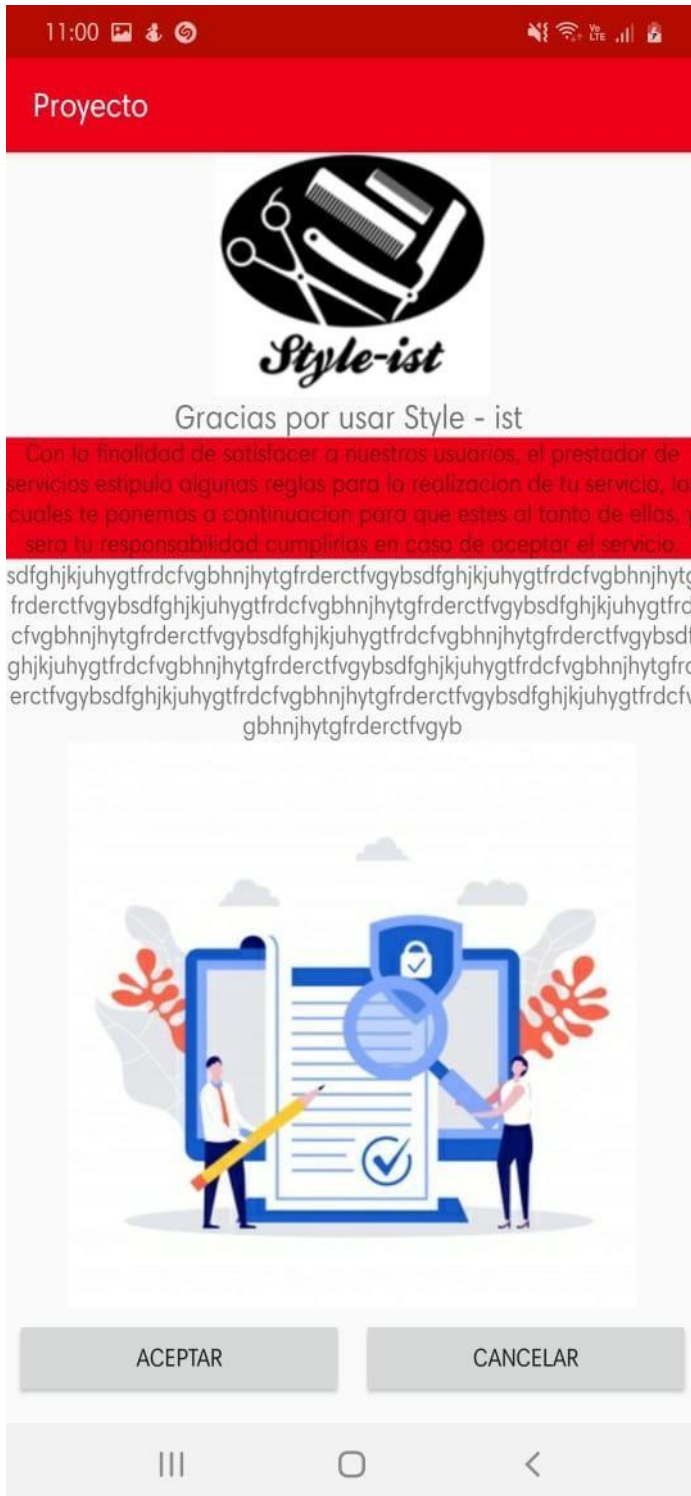 11:00
Vo
LTE
Proyecto
Style-ist
Gracias por usar Style - ist
Con la finalidad de satisfacer a nuestros usuarios, el prestador de
servicios estipula algunas reglas para la realizacion de tu servicio, la
cuales te ponemos a continuacion para que estes al tanto de ellas,
sera tu responsabilidad cumplirlas en caso de aceptar el servicio.
sdfghjkjuhygtfrdcfvgbhnjhytgfrderctfvgybsdfghjkjuhygtfrdcfvgbhnjhytg
frderctfvgybsdfghjkjuhygtfrdcfvgbhnjhytgfrderctfvgybsdfghjkjuhygtfrd
cfvgbhnjhytgfrderctfvgybsdfghjkjuhygtfrdcfvgbhnjhytgfrderctfvgybsdf
ghjkjuhygtfrdcfvgbhnjhytgfrderctfvgybsdfghjkjuhygtfrdcfvgbhnjhytgfrd
erctfvgybsdfghjkjuhygtfrdcfvgbhnjhytgfrderctfvgybsdfghjkjuhygtfrdcfv
gbhnjhytgfrderctfvgyb
ACEPTAR
CANCELAR